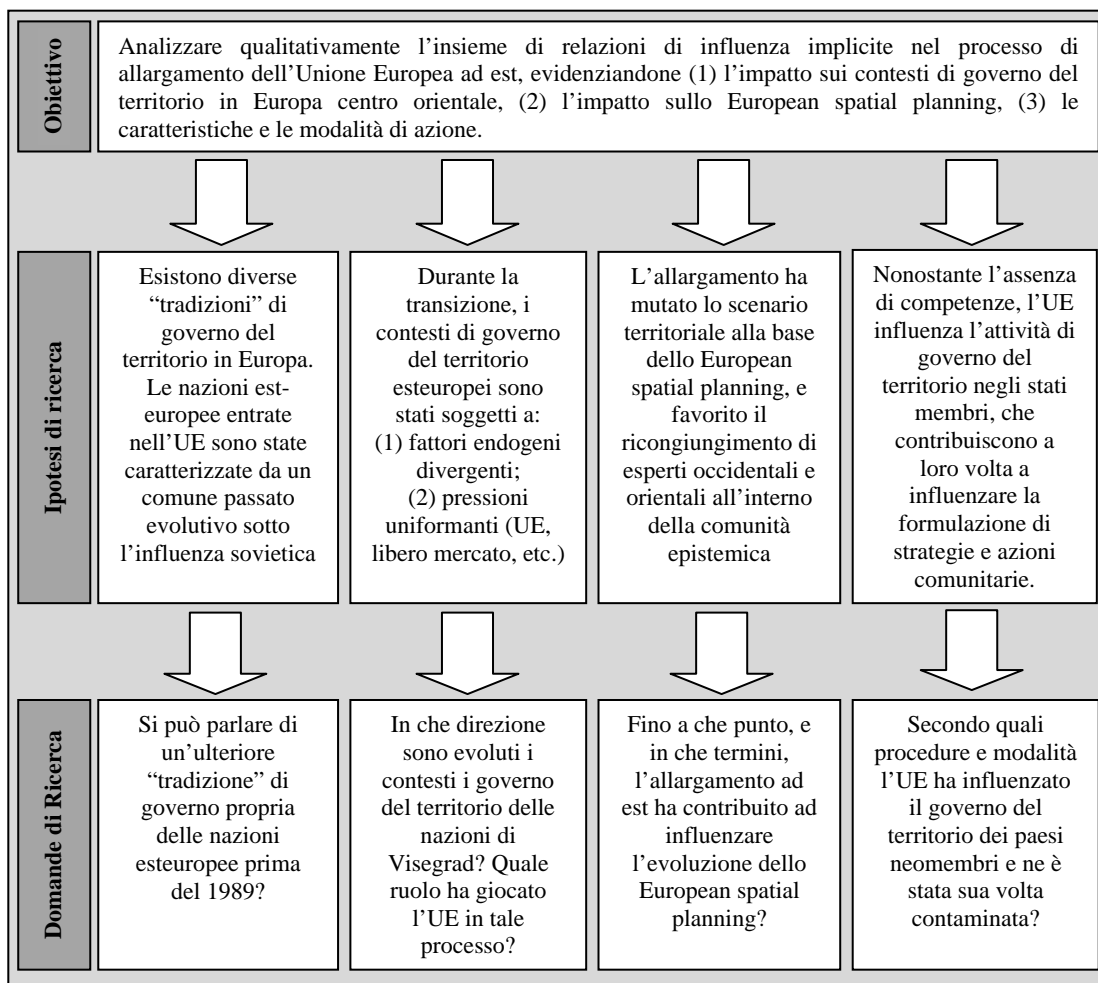 Obiettivo
Analizzare qualitativamente l’insieme di relazioni di influenza implicite nel processo di
allargamento dell’Unione Europea ad est, evidenziandone (1) l’impatto sui contesti di governo del
territorio in Europa centro orientale, (2) l’impatto sullo European spatial planning, (3) le
caratteristiche e le modalità di azione.
Ipotesi di ricerca
Esistono diverse
“tradizioni” di
governo del
territorio in Europa.
Le nazioni est-
europee entrate
nell’UE sono state
caratterizzate da un
comune passato
evolutivo sotto
l’influenza sovietica
Durante la
transizione, i
contesti di governo
del territorio
esteuropei sono
stati soggetti a:
(1) fattori endogeni
divergenti;
(2) pressioni
uniformanti (UE,
libero mercato, etc.)
L’allargamento ha
mutato lo scenario
territoriale alla base
dello European
spatial planning, e
favorito il
ricongiungimento di
esperti occidentali e
orientali all’interno
della comunità
epistemica
Nonostante l’assenza
di competenze, l’UE
influenza l’attività di
governo del
territorio negli stati
membri, che
contribuiscono a
loro volta a
influenzare la
formulazione di
strategie e azioni
comunitarie.
Domande di Ricerca
Si può parlare di
un’ulteriore
“tradizione” di
governo propria
delle nazioni
esteuropee prima
del 1989?
In che direzione
sono evoluti i
contesti i governo
del territorio delle
nazioni di
Visegrad? Quale
ruolo ha giocato
l’UE in tale
processo?
Fino a che punto, e
in che termini,
l’allargamento ad
est ha contribuito ad
influenzare
l’evoluzione dello
European spatial
planning?
Secondo quali
procedure e modalità
l’UE ha influenzato
il governo del
territorio dei paesi
neomembri e ne è
stata sua volta
contaminata?